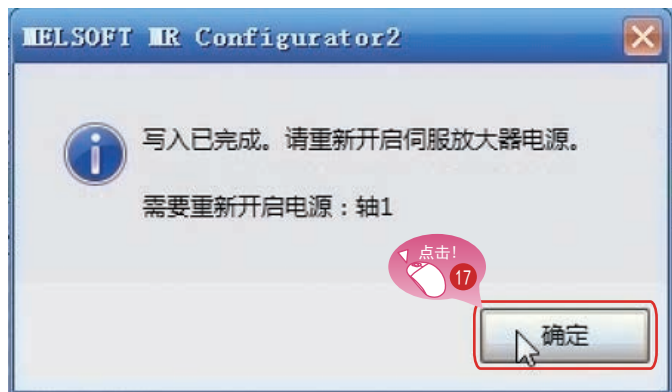 MELSOFT MR Configurator2
写入已完成。请重新开启伺服放大器电源。
需要重新开启电源：轴1
点击!
17
确定